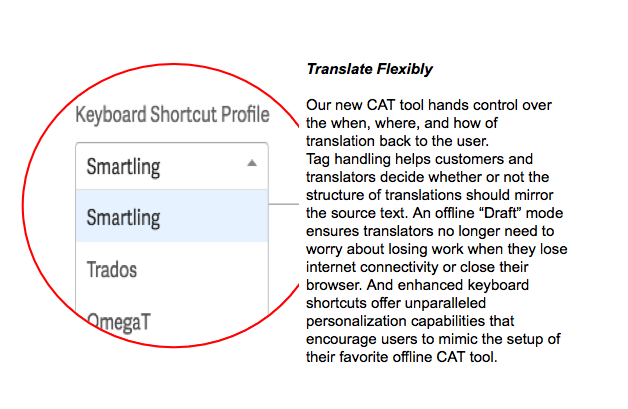 Translate Flexibly
Keyboard Shortcut Profile
Smartling
Smartling
Trados
OmegaT
Our new CAT tool hands control over
the when, where, and how of
translation back to the user.
Tag handling helps customers and
translators decide whether or not the
structure of translations should mirror
the source text. An offline “Draft” mode
ensures translators no longer need to
worry about losing work when they lose
internet connectivity or close their
browser. And enhanced keyboard
shortcuts offer unparalleled
personalization capabilities that
encourage users to mimic the setup of
their favorite offline CAT tool.